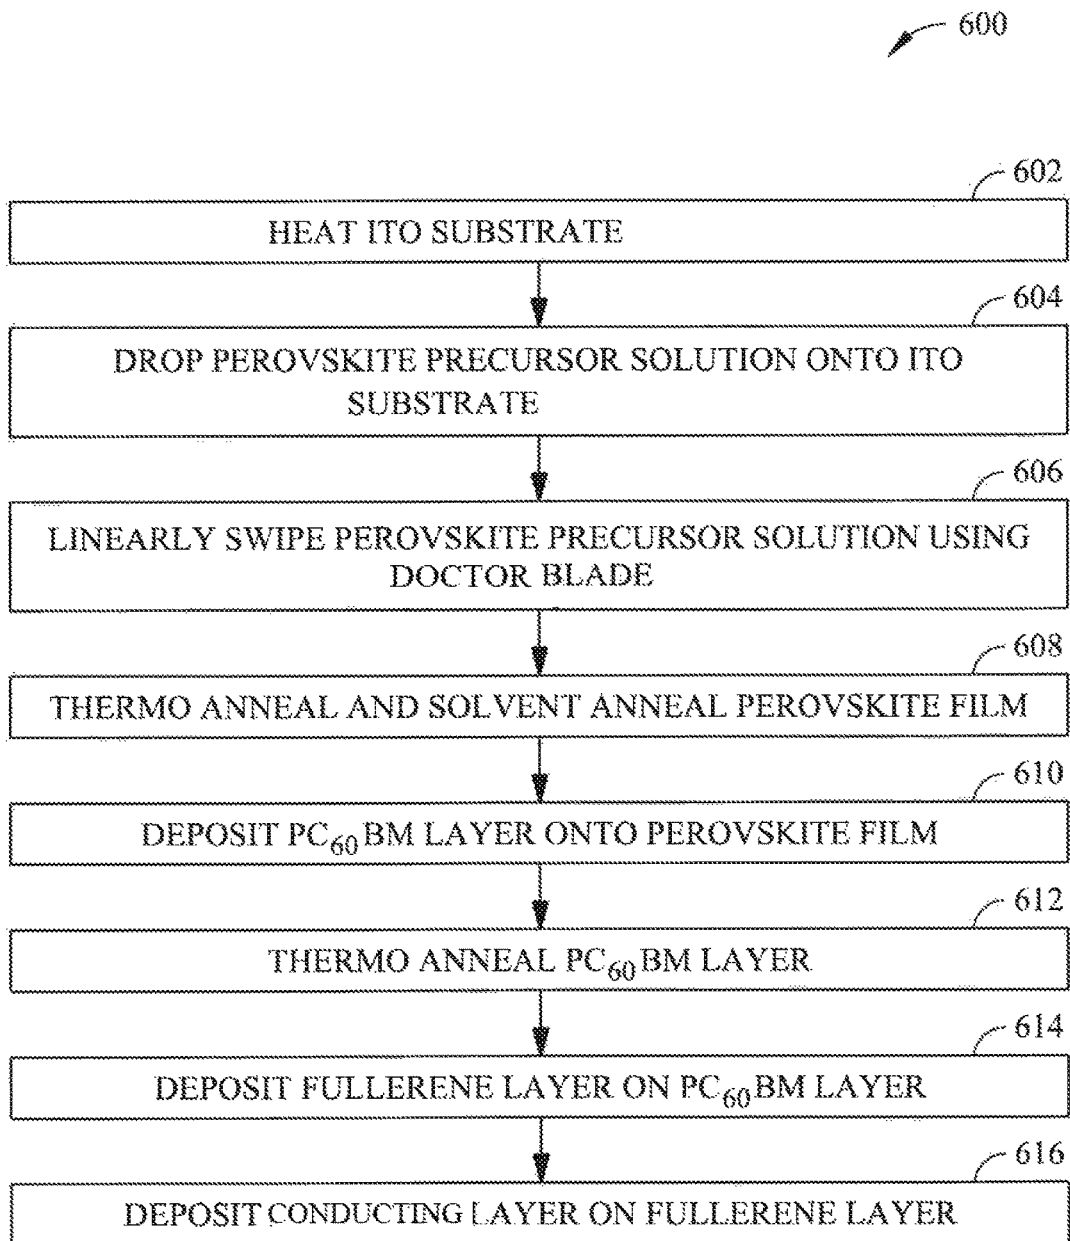 600
602
HEAT ITO SUBSTRATE
604
DROP PEROVSKITE PRECURSOR SOLUTION ONTO ITO
SUBSTRATE
606
LINEARLY SWIPE PEROVSKITE PRECURSOR SOLUTION USING
DOCTOR BLADE
608
THERMO ANNEAL AND SOLVENT ANNEAL PEROVSKITE FILM
610
DEPOSIT PC60BM LAYER ONTO PEROVSKITE FILM
612
THERMO ANNEAL PC60BM LAYER
614
DEPOSIT FULLERENE LAYER ON PC60BM LAYER
616
DEPOSIT CONDUCTING LAYER ON FULLERENE LAYER